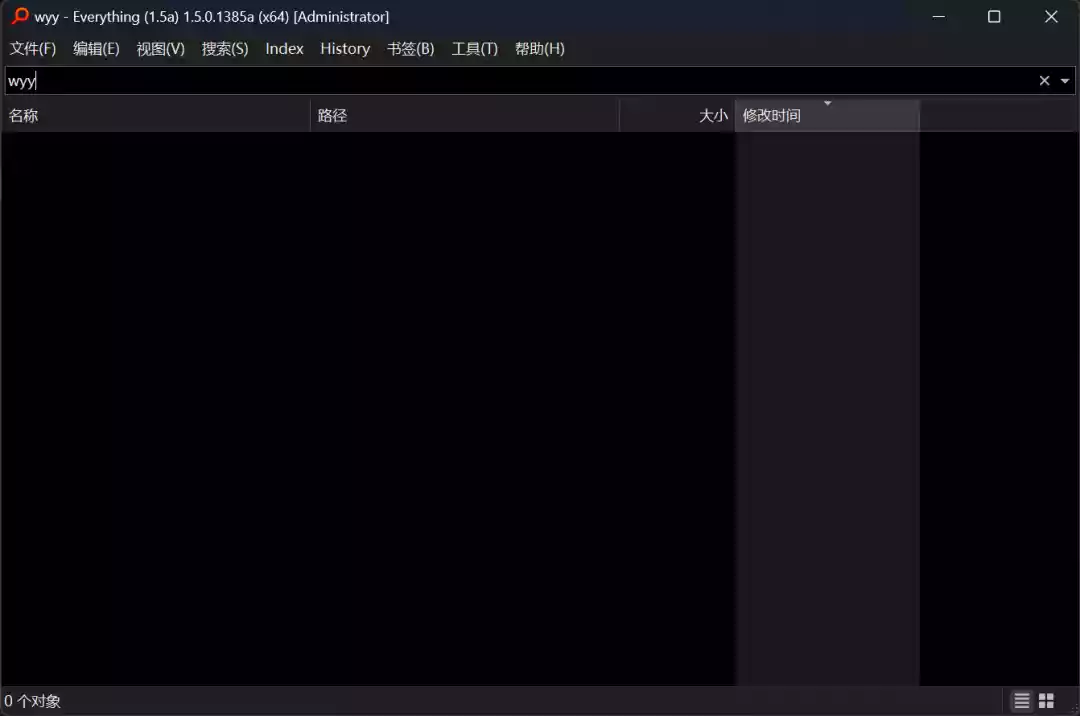 wyy - Everything (1.5a) 1.5.0.1385a (x64) [Administrator]
文件(F) 编辑(E) 视图(V) 搜索(S) Index History 书签(B) 工具(T) 帮助(H)
wyy
名称 路径 大小 修改时间
0 个对象